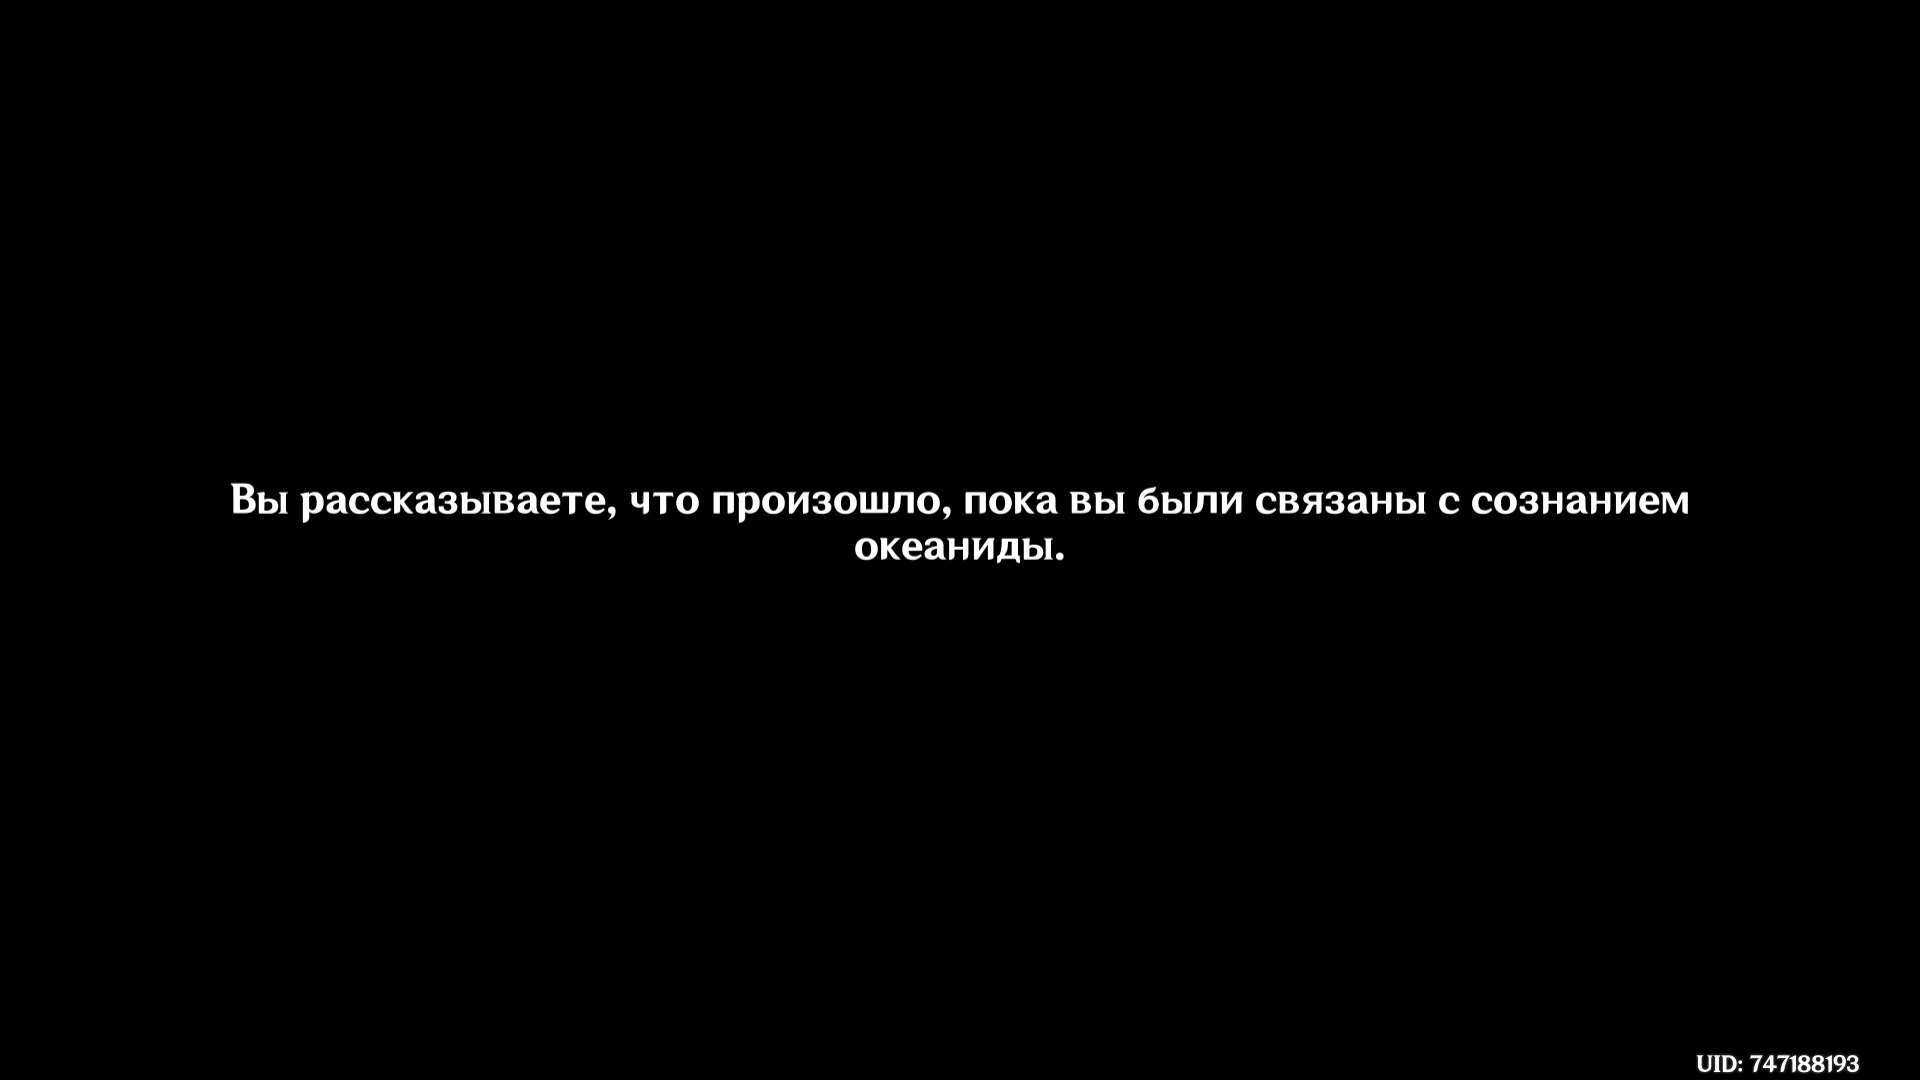 Вы рассказываете, что произошло, пока вы были связаны с сознанием
океаниды.
UID: 747188193